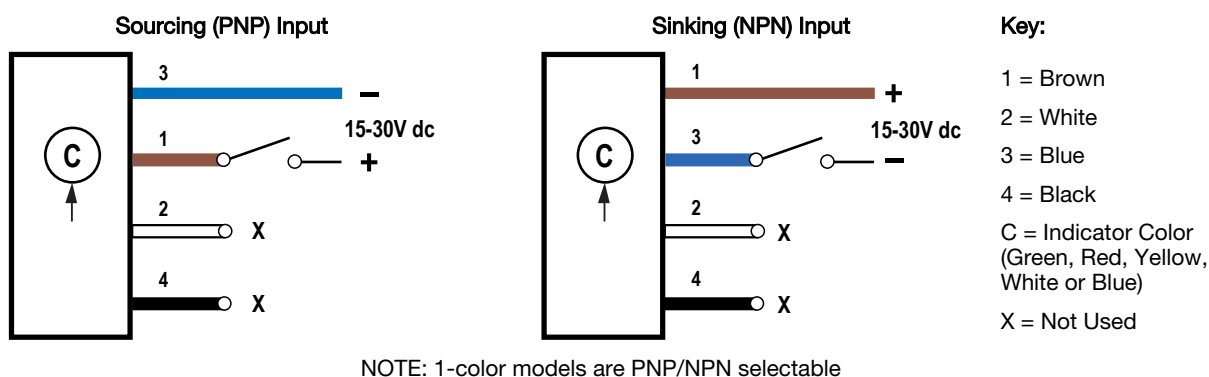 Sourcing (PNP) Input
3
–
15-30V dc
1
+
C
2
X
4
X
Sinking (NPN) Input
1
+
15-30V dc
3
–
C
2
X
4
X
Key:
1 = Brown
2 = White
3 = Blue
4 = Black
C = Indicator Color
(Green, Red, Yellow,
White or Blue)
X = Not Used
NOTE: 1-color models are PNP/NPN selectable